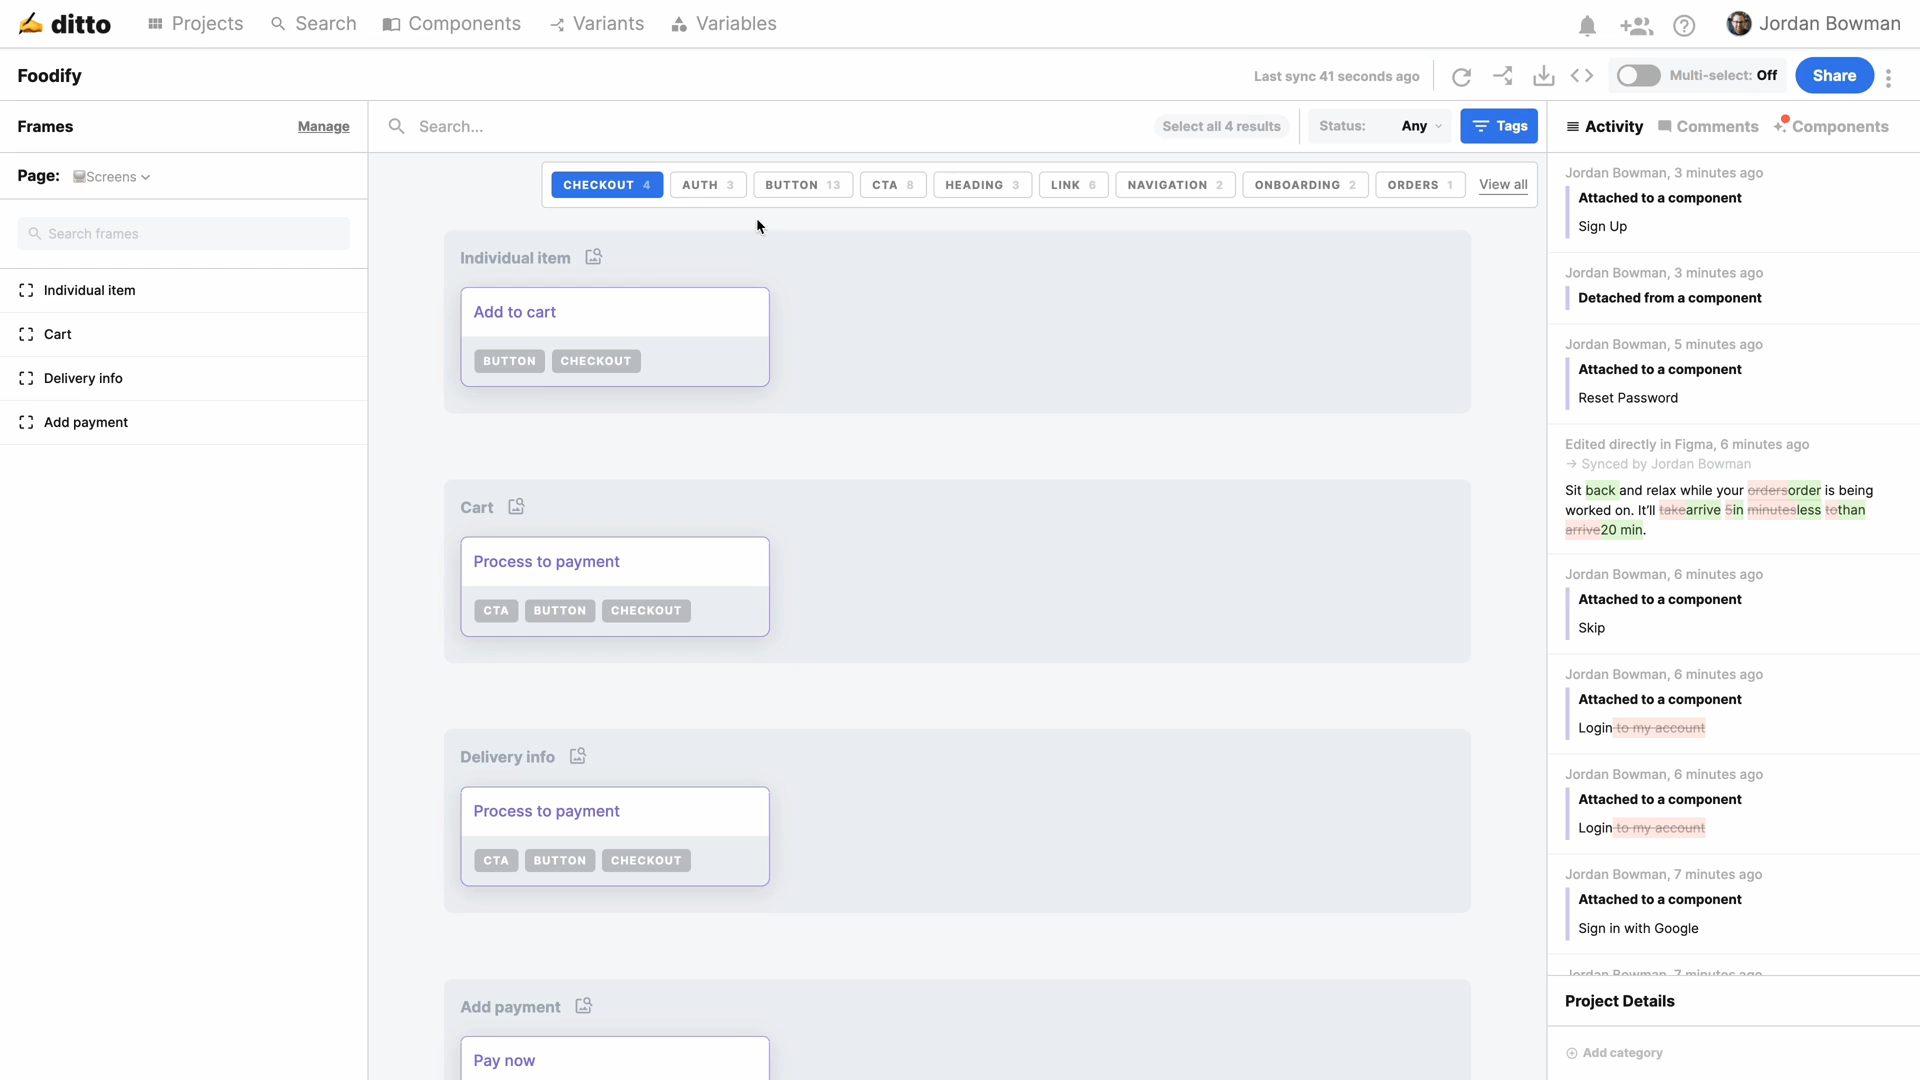 ditto
Projects
Search
Components
Variants
Variables
Jordan Bowman
Foodify
Last sync 41 seconds ago
Multi-select: Off
Share
Frames
Manage
Search...
Select all 4 results
Status: Any
Tags
Activity
Comments
Components
Page: Screens
CHECKOUT 4
AUTH 3
BUTTON 13
CTA 8
HEADING 3
LINK 6
NAVIGATION 2
ONBOARDING 2
ORDERS 1
View all
Search frames
Individual item
Cart
Delivery info
Add payment
Individual item
Add to cart
BUTTON CHECKOUT
Cart
Process to payment
CTA BUTTON CHECKOUT
Delivery info
Process to payment
CTA BUTTON CHECKOUT
Add payment
Pay now
Jordan Bowman, 3 minutes ago
Attached to a component
Sign Up
Jordan Bowman, 3 minutes ago
Detached from a component
Jordan Bowman, 5 minutes ago
Attached to a component
Reset Password
Edited directly in Figma, 6 minutes ago
→ Synced by Jordan Bowman
Sit back and relax while your ordersorder is being
worked on. It'll takearrive 5in minutesless tothan
arrive20 min.
Jordan Bowman, 6 minutes ago
Attached to a component
Skip
Jordan Bowman, 6 minutes ago
Attached to a component
Login to my account
Jordan Bowman, 6 minutes ago
Attached to a component
Login to my account
Jordan Bowman, 7 minutes ago
Attached to a component
Sign in with Google
Jordan Bowman, 7 minutes ago
Project Details
Add category